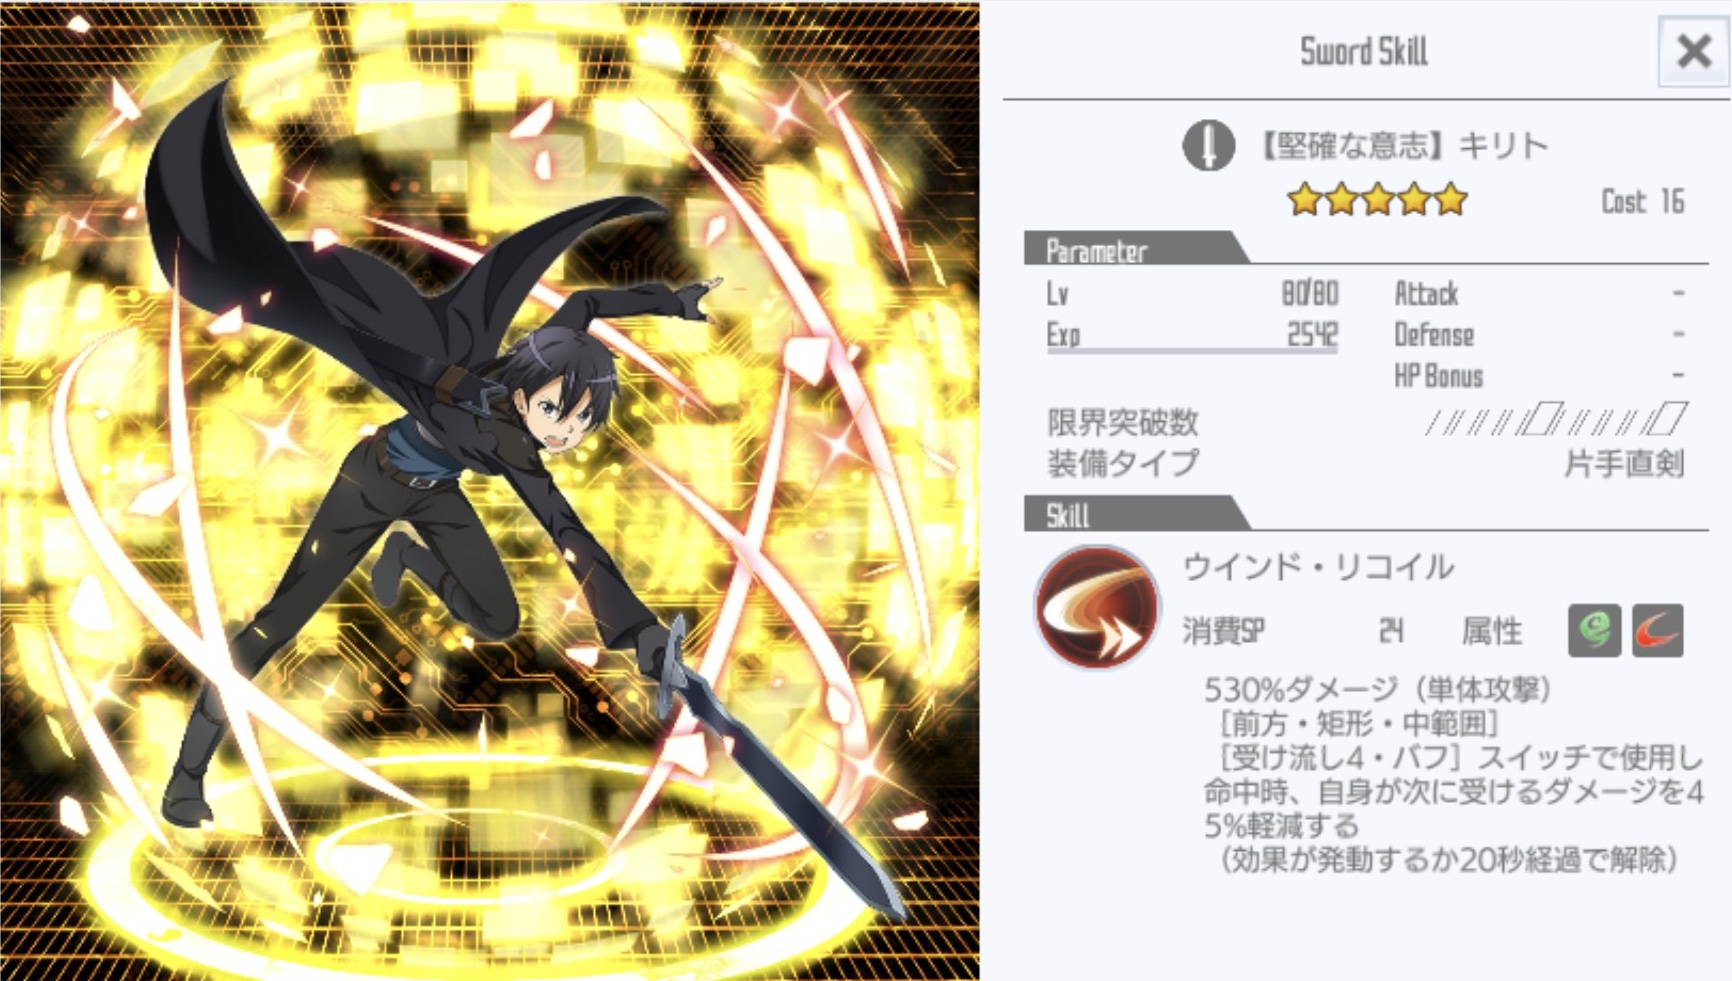 Sword Skill
【堅確な意志】キリト
Cost 16
Parameter
Lv 80/80
Attack -
Exp 2542
Defense -
HP Bonus -
限界突破数
装備タイプ 片手直剣
Skill
ウインド・リコイル
消費SP 24 属性
530%ダメージ（単体攻撃）
［前方・矩形・中範囲］
［受け流し4・バフ］スイッチで使用し
命中時、自身が次に受けるダメージを4
5%軽減する
（効果が発動するか20秒経過で解除）